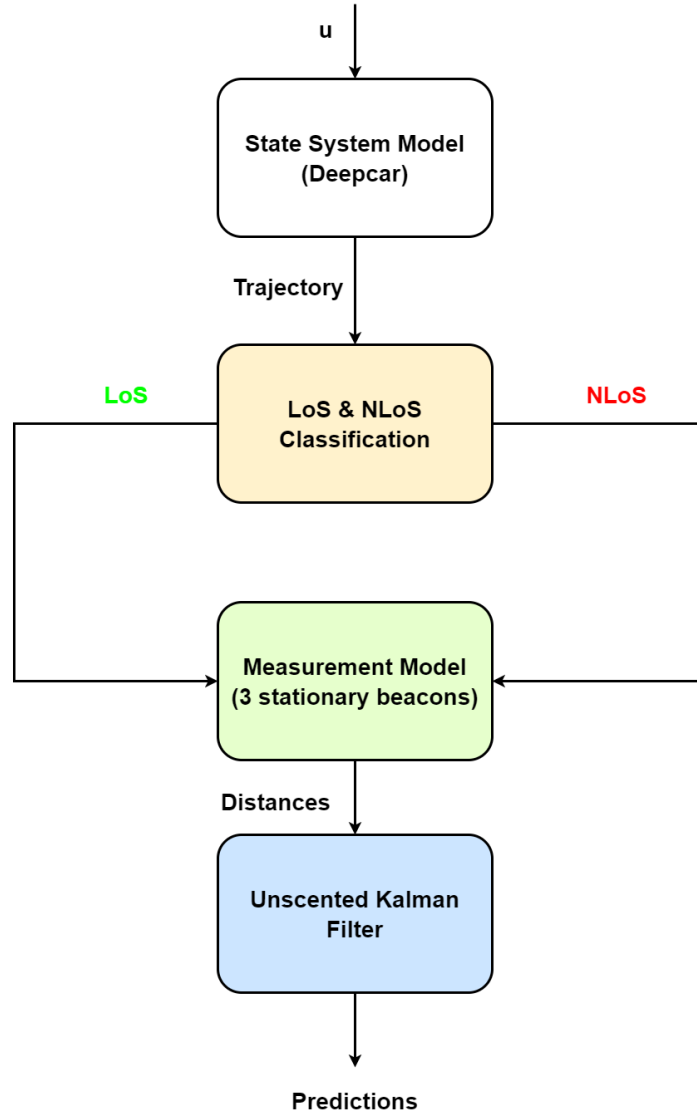 u
State System Model
(Deepcar)
Trajectory
LoS
NLoS
LoS & NLoS
Classification
Measurement Model
(3 stationary beacons)
Distances
Unscented Kalman
Filter
Predictions